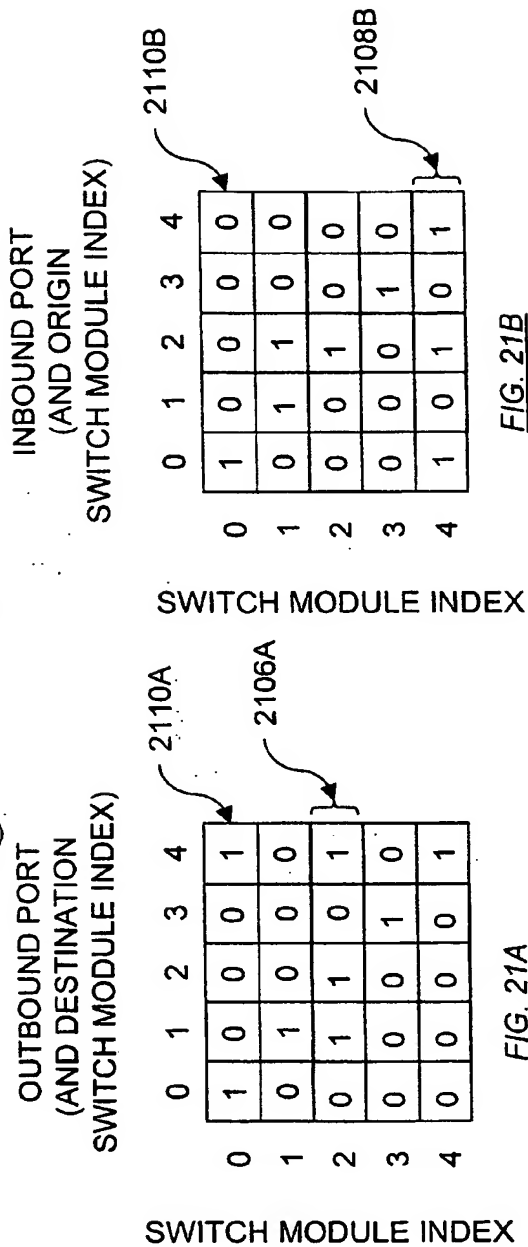 OUTBOUND PORT
(AND DESTINATION
SWITCH MODULE INDEX)
0 1 2 3 4
0 1 0 0 0 1
1 0 1 0 0 0
2 0 1 1 0 1
3 0 0 0 1 0
4 0 0 0 0 1
SWITCH MODULE INDEX
2110A
2106A
FIG. 21A
INBOUND PORT
(AND ORIGIN
SWITCH MODULE INDEX)
0 1 2 3 4
0 1 0 0 0 0
1 0 1 1 0 0
2 0 0 1 0 0
3 0 0 0 1 0
4 1 0 1 0 1
SWITCH MODULE INDEX
2110B
2108B
FIG. 21B